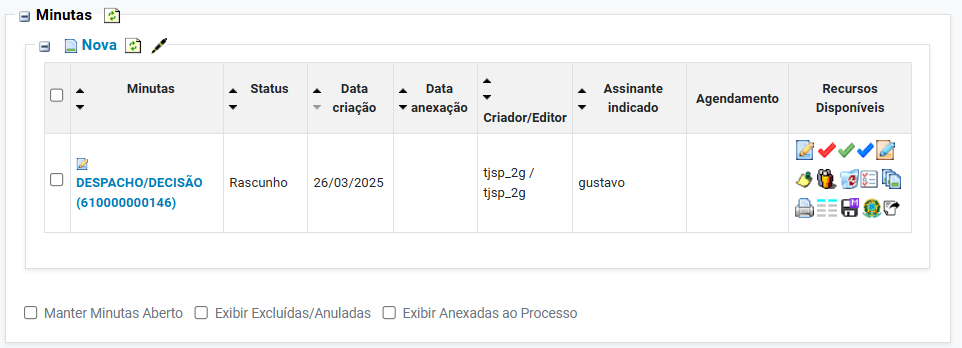 Minutas
Nova
Minutas
Status
Data
criação
Data
anexação
Criador/Editor
Assinante
indicado
Agendamento
Recursos
Disponíveis
DESPACHO/DECISÃO
(610000000146)
Rascunho
26/03/2025
tjsp_2g /
tjsp_2g
gustavo
Manter Minutas Aberto
Exibir Excluídas/Anuladas
Exibir Anexadas ao Processo